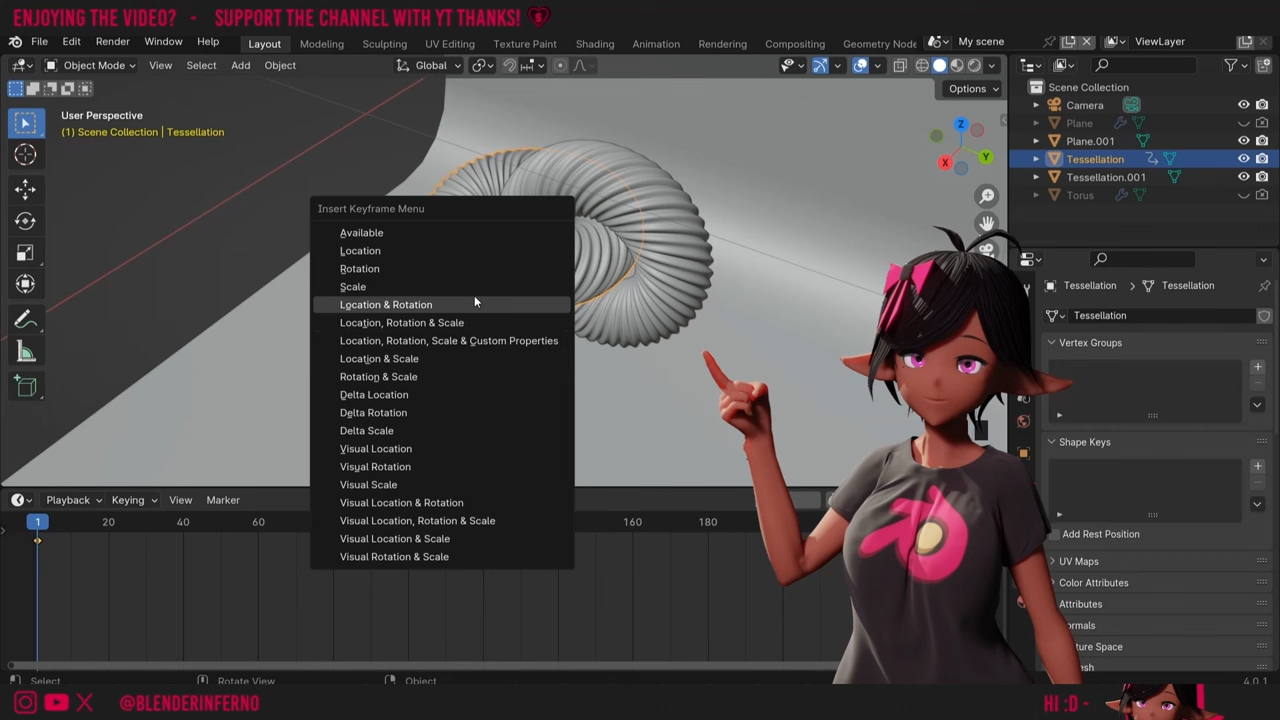 ENJOYING THE VIDEO? - SUPPORT THE CHANNEL WITH YT THANKS!
File Edit Render Window Help Layout Modeling Sculpting UV Editing Texture Paint Shading Animation Rendering Compositing Geometry Node My scene ViewLayer
Object Mode View Select Add Object Global
Options
User Perspective
(1) Scene Collection | Tessellation
Z
Y
X
Scene Collection
Camera
Plane
Plane.001
Tessellation
Tessellation.001
Torus
Insert Keyframe Menu
Available
Location
Rotation
Scale
Location & Rotation
Location, Rotation & Scale
Location, Rotation, Scale & Custom Properties
Location & Scale
Rotation & Scale
Delta Location
Delta Rotation
Delta Scale
Visual Location
Visual Rotation
Visual Scale
Visual Location & Rotation
Visual Location, Rotation & Scale
Visual Location & Scale
Visual Rotation & Scale
Tessellation Tessellation
Tessellation
Vertex Groups
Shape Keys
Add Rest Position
UV Maps
Color Attributes
Attributes
ormals
ture Space
Playback Keying View Marker
1 20 40 60 160 180
Select Rotate View Object 4.0.1
@BLENDERINFERNO
HI :D -